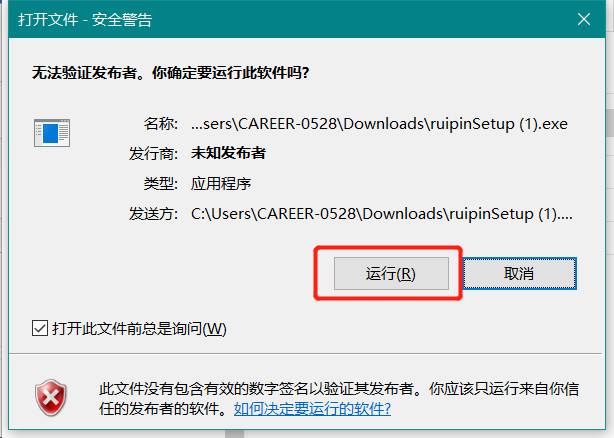 打开文件 - 安全警告
无法验证发布者。你确定要运行此软件吗?
名称: ...sers\CAREER-0528\Downloads\ruipinSetup (1).exe
发行商: 未知发布者
类型: 应用程序
发送方: C:\Users\CAREER-0528\Downloads\ruipinSetup (1)....
运行(R) 取消
打开此文件前总是询问(W)
此文件没有包含有效的数字签名以验证其发布者。你应该只运行来自你信
任的发布者的软件。如何决定要运行的软件?